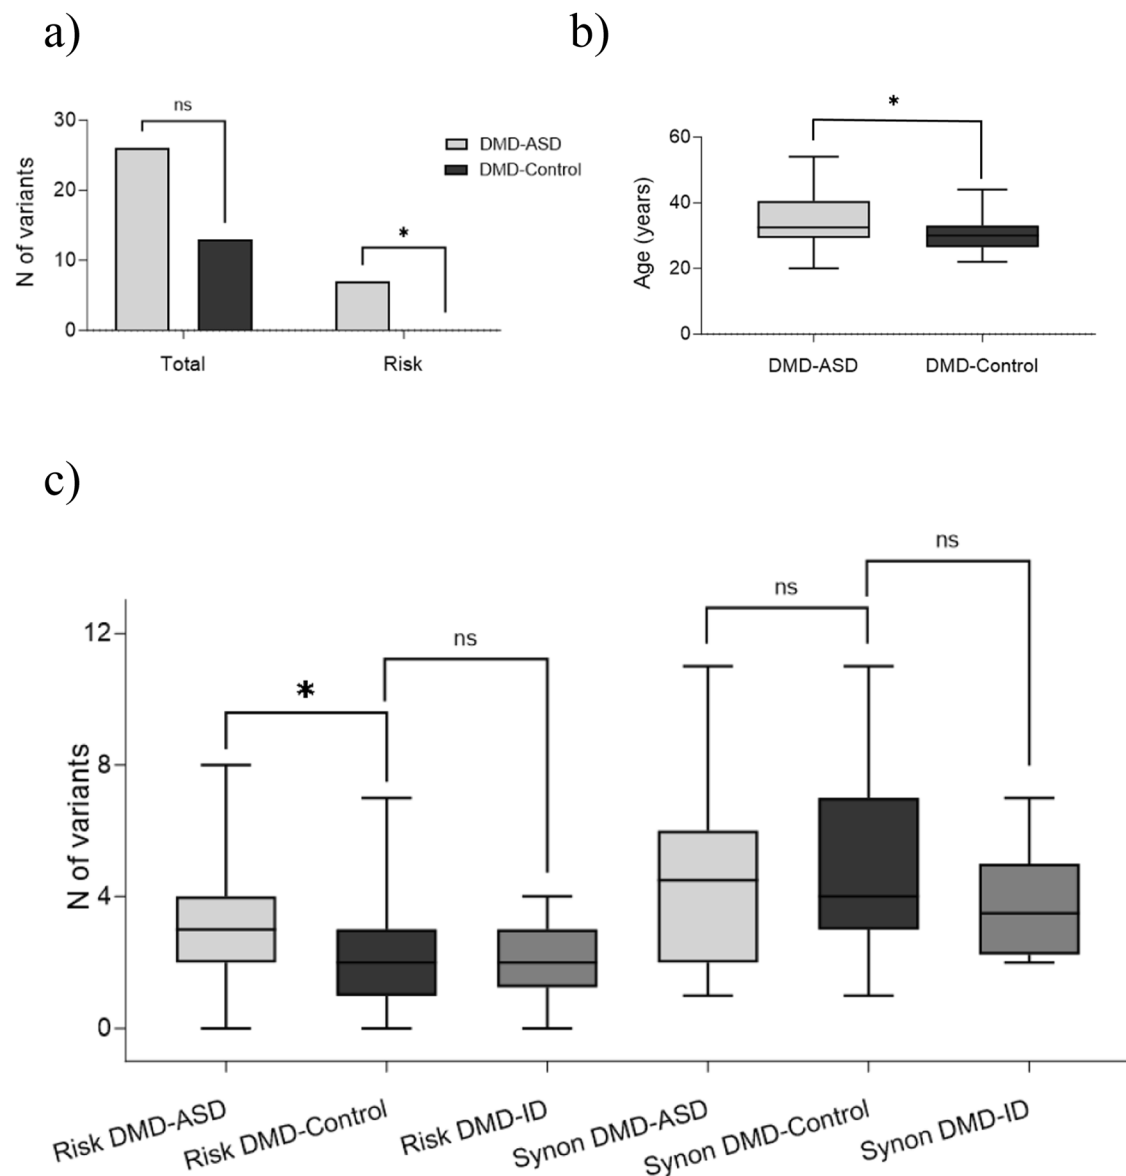 a)
N of variants
30
20
10
0
ns
*
DMD-ASD
DMD-Control
Total
Risk
b)
Age (years)
60
40
20
0
*
DMD-ASD
DMD-Control
c)
N of variants
12
8
4
0
*
ns
ns
ns
Risk DMD-ASD
Risk DMD-Control
Risk DMD-ID
Synon DMD-ASD
Synon DMD-Control
Synon DMD-ID